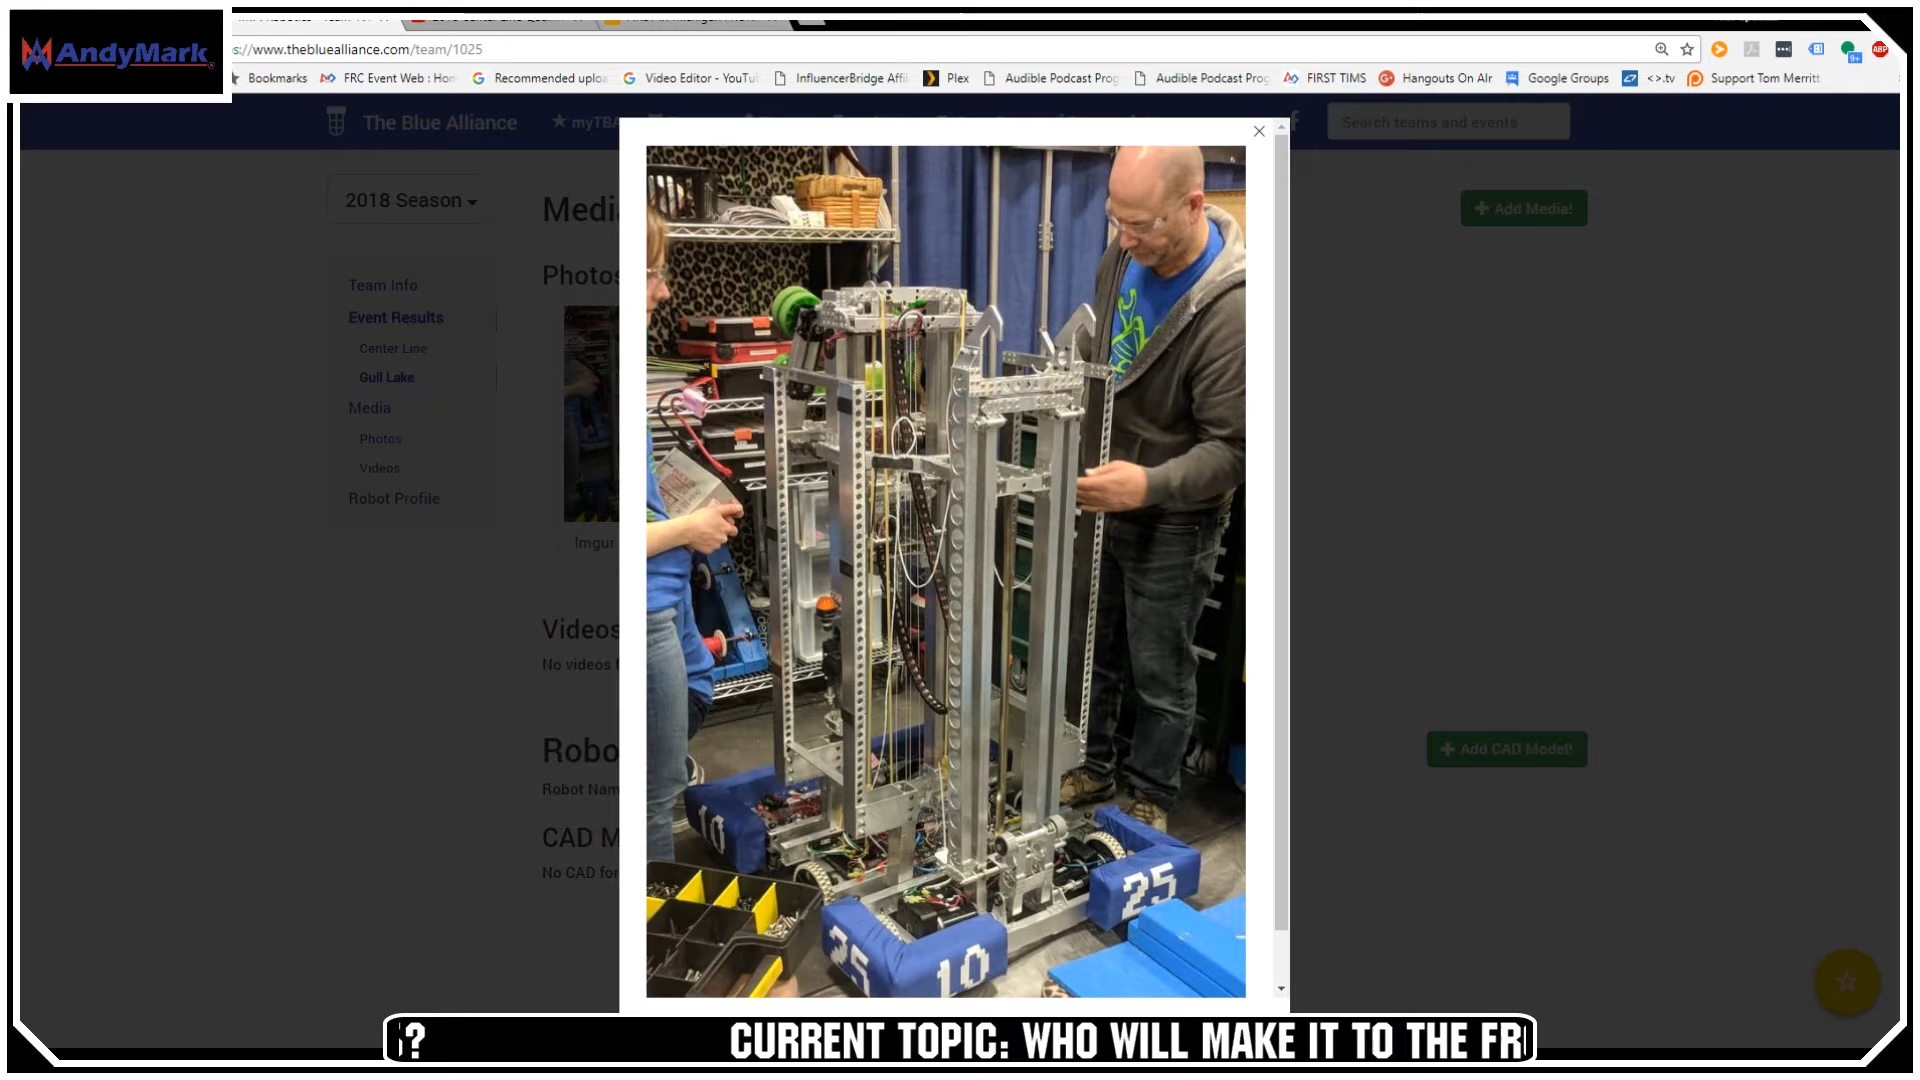 AndyMark
s://www.thebluealliance.com/team/1025
Bookmarks
FRC Event Web : Hom
Recommended uploa
Video Editor - YouTu
InfluencerBridge Affili
Plex
Audible Podcast Prog
Audible Podcast Prog
FIRST TIMS
Hangouts On Air
Google Groups
<>.tv
Support Tom Merritt
ABP
9+
The Blue Alliance
myTBA
Search teams and events
2018 Season
Medi
Add Media!
Photos
Team Info
Event Results
Center Line
Gull Lake
Media
Photos
Videos
Robot Profile
Imgur
Videos
No videos f
Robo
Add CAD Model!
Robot Nam
CAD M
No CAD for
10
25
25
10
?
CURRENT TOPIC: WHO WILL MAKE IT TO THE FR